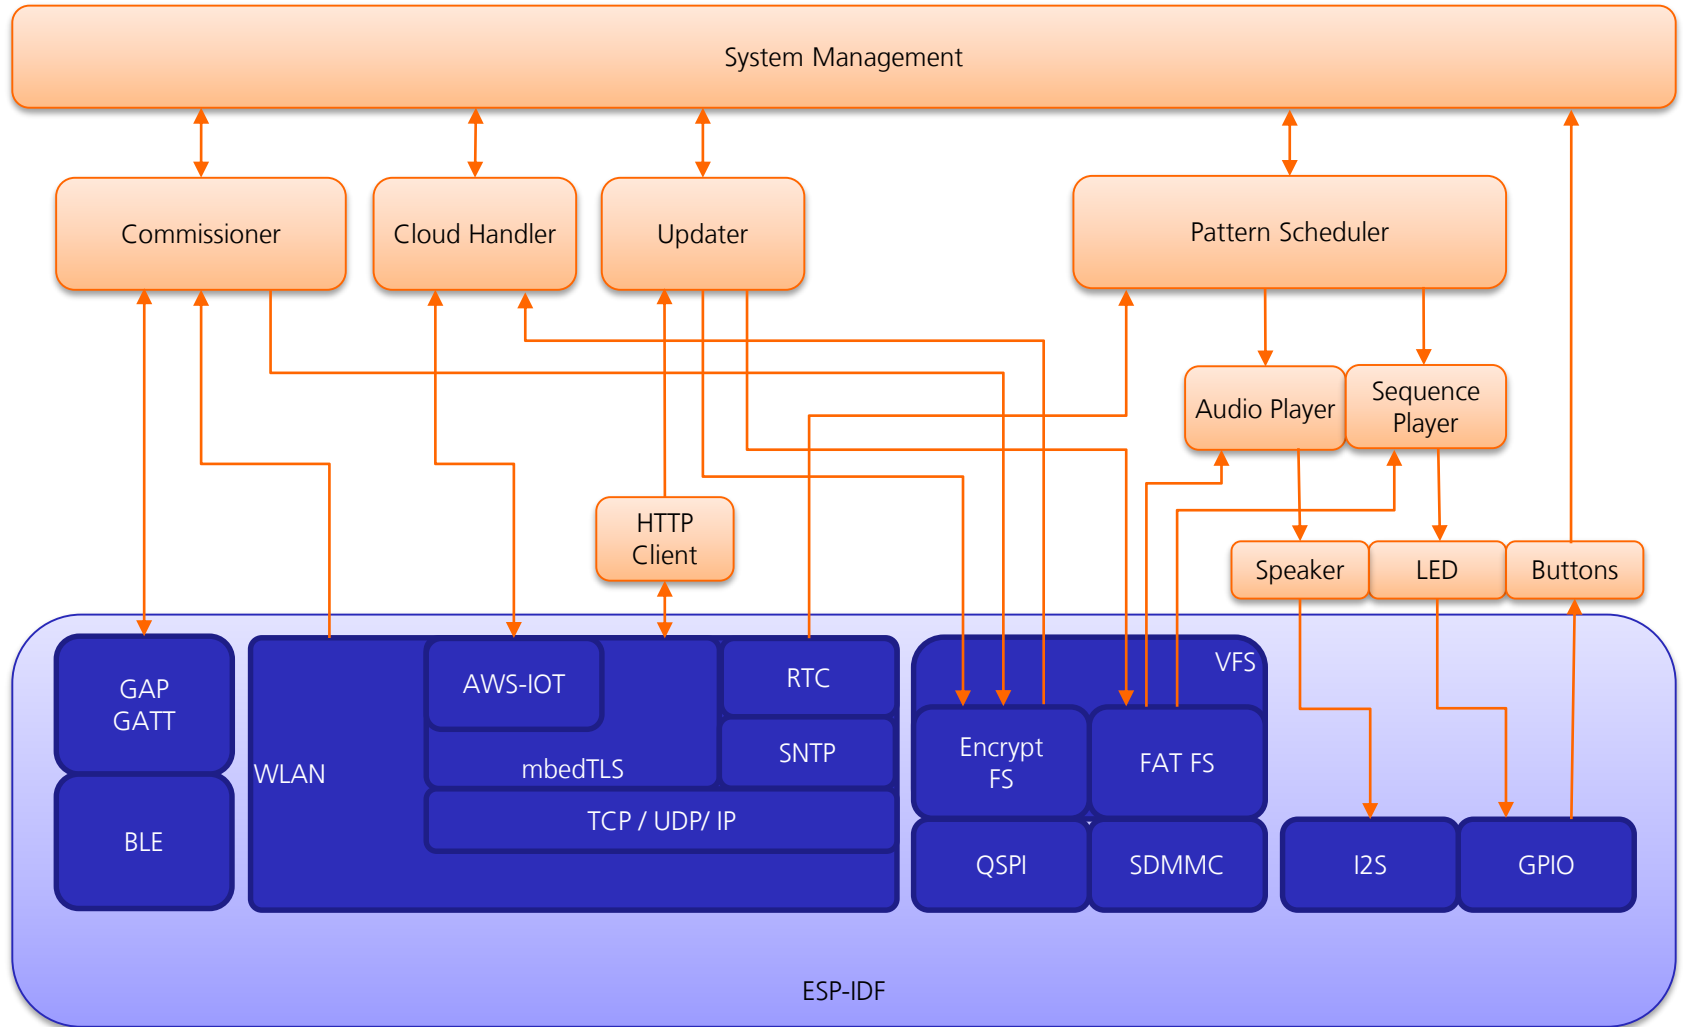 System Management
Commissioner
Cloud Handler
Updater
Pattern Scheduler
Audio Player
Sequence
Player
HTTP
Client
Speaker
LED
Buttons
GAP
GATT
BLE
WLAN
AWS-IOT
mbedTLS
RTC
SNTP
TCP / UDP/ IP
VFS
Encrypt
FS
FAT FS
QSPI
SDMMC
I2S
GPIO
ESP-IDF